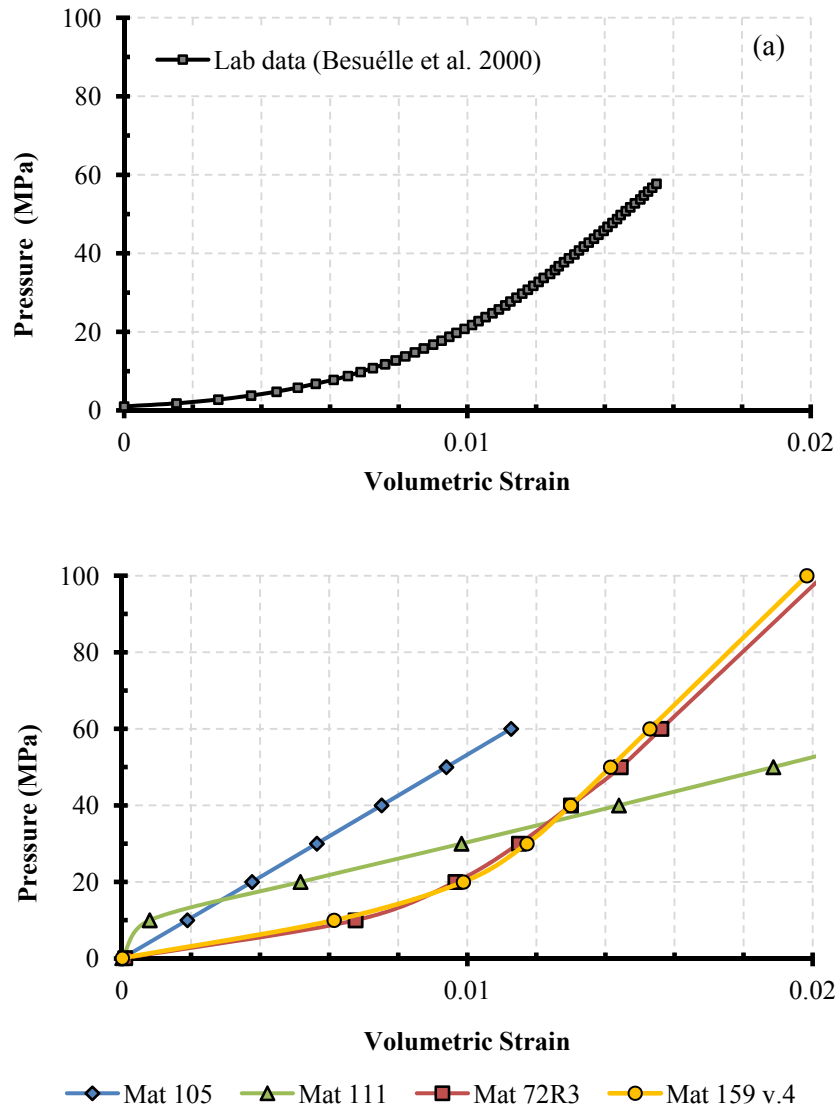 100
Lab data (Besuélle et al. 2000)
(a)
80
60
40
20
0
Pressure (MPa)
0
0.01
0.02
Volumetric Strain
100
80
60
40
20
0
Pressure (MPa)
0
0.01
0.02
Volumetric Strain
Mat 105
Mat 111
Mat 72R3
Mat 159 v.4